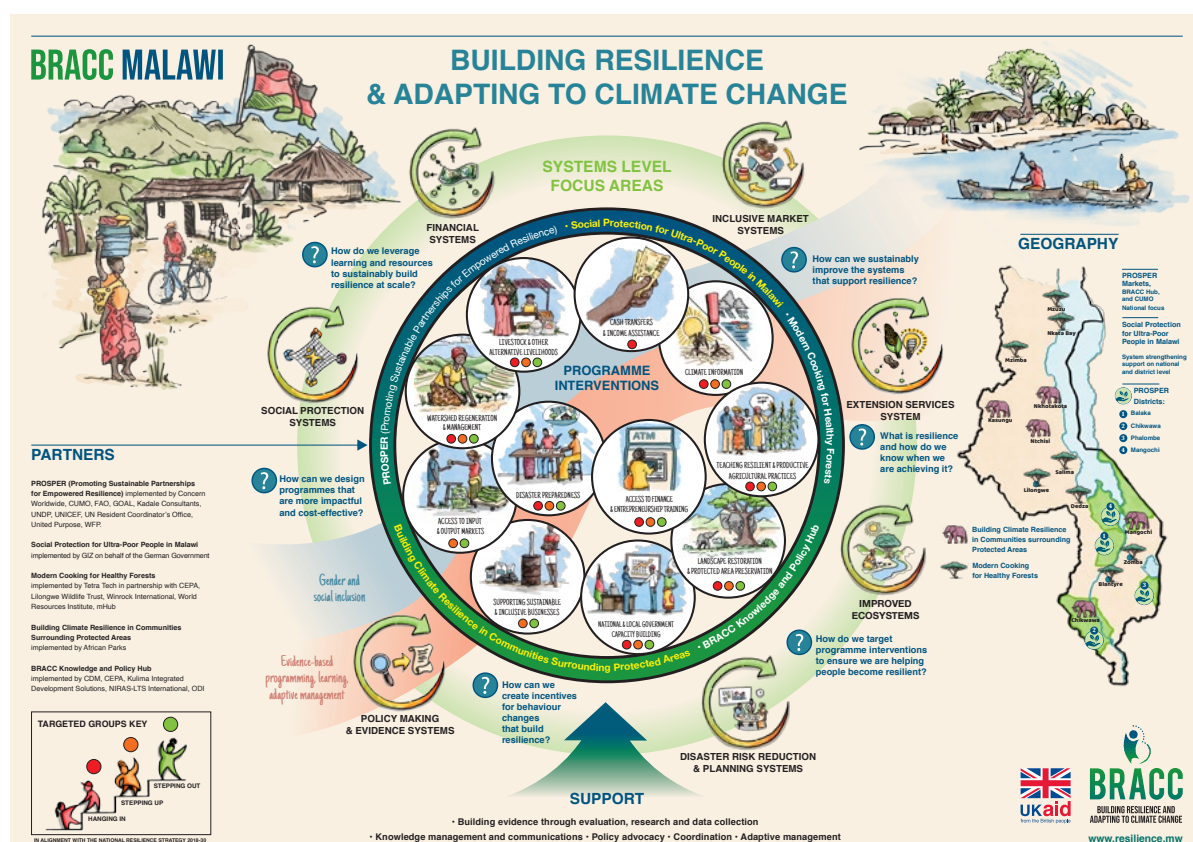 BRACC MALAWI
BUILDING RESILIENCE
& ADAPTING TO CLIMATE CHANGE
SYSTEMS LEVEL
FOCUS AREAS
FINANCIAL
SYSTEMS
INCLUSIVE MARKET
SYSTEMS
? How do we leverage
learning and resources
to sustainably build
resilience at scale?
? How can we sustainably
improve the systems
that support resilience?
SOCIAL PROTECTION
SYSTEMS
EXTENSION SERVICES
SYSTEM
? How can we design
programmes that
are more impactful
and cost-effective?
? What is resilience
and how do we
know when we
are achieving it?
IMPROVED
ECOSYSTEMS
? How do we target
programme interventions
to ensure we are helping
people become resilient?
? How can we
create incentives
for behaviour
changes
that build
resilience?
POLICY MAKING
& EVIDENCE SYSTEMS
DISASTER RISK REDUCTION
& PLANNING SYSTEMS
Gender and
social inclusion
Evidence-based
programming, learning,
adaptive management
PROSPER (Promoting Sustainable Partnerships for Empowered Resilience)
• Social Protection for Ultra-Poor People in Malawi
• Modern Cooking for Healthy Forests
• BRACC Knowledge and Policy Hub
Building Climate Resilience in Communities Surrounding Protected Areas
PROGRAMME
INTERVENTIONS
LIVESTOCK & OTHER
ALTERNATIVE LIVELIHOODS
CASH TRANSFERS
& INCOME ASSISTANCE
CLIMATE INFORMATION
WATERSHED REGENERATION
& MANAGEMENT
DISASTER PREPAREDNESS
ATM
ACCESS TO FINANCE
& ENTREPRENEURSHIP TRAINING
TEACHING RESILIENT & PRODUCTIVE
AGRICULTURAL PRACTICES
ACCESS TO INPUT
& OUTPUT MARKETS
LANDSCAPE RESTORATION
& PROTECTED AREA PRESERVATION
SUPPORTING SUSTAINABLE
& INCLUSIVE BUSINESSES
NATIONAL & LOCAL GOVERNMENT
CAPACITY BUILDING
PARTNERS
PROSPER (Promoting Sustainable Partnerships
for Empowered Resilience) implemented by Concern
Worldwide, CUMO, FAO, GOAL, Kadale Consultants,
UNDP, UNICEF, UN Resident Coordinator's Office,
United Purpose, WFP.
Social Protection for Ultra-Poor People in Malawi
implemented by GIZ on behalf of the German Government
Modern Cooking for Healthy Forests
implemented by Tetra Tech in partnership with CEPA,
Lilongwe Wildlife Trust, Winrock International, World
Resources Institute, mHub
Building Climate Resilience in Communities
Surrounding Protected Areas
implemented by African Parks
BRACC Knowledge and Policy Hub
implemented by CDM, CEPA, Kulima Integrated
Development Solutions, NIRAS-LTS International, ODI
TARGETED GROUPS KEY
STEPPING OUT
STEPPING UP
HANGING IN
IN ALIGNMENT WITH THE NATIONAL RESILIENCE STRATEGY 2018-30
SUPPORT
• Building evidence through evaluation, research and data collection
• Knowledge management and communications • Policy advocacy • Coordination • Adaptive management
GEOGRAPHY
PROSPER
Markets,
BRACC Hub,
and CUMO
National focus
Social Protection
for Ultra-Poor
People in Malawi
System strengthening
support on national
and district level
PROSPER
Districts:
1 Balaka
2 Chikwawa
3 Phalombe
4 Mangochi
Mzuzu
Nkata Bay
Mzimba
Kasungu
Nkhotakota
Ntchisi
Salima
Lilongwe
Dedza
4
Mangochi
1
Zomba
Blantyre
3
Chikwawa
2
Building Climate Resilience
in Communities surrounding
Protected Areas
Modern Cooking
for Healthy Forests
UKaid
from the British people
BRACC
BUILDING RESILIENCE AND
ADAPTING TO CLIMATE CHANGE
www.resilience.mw